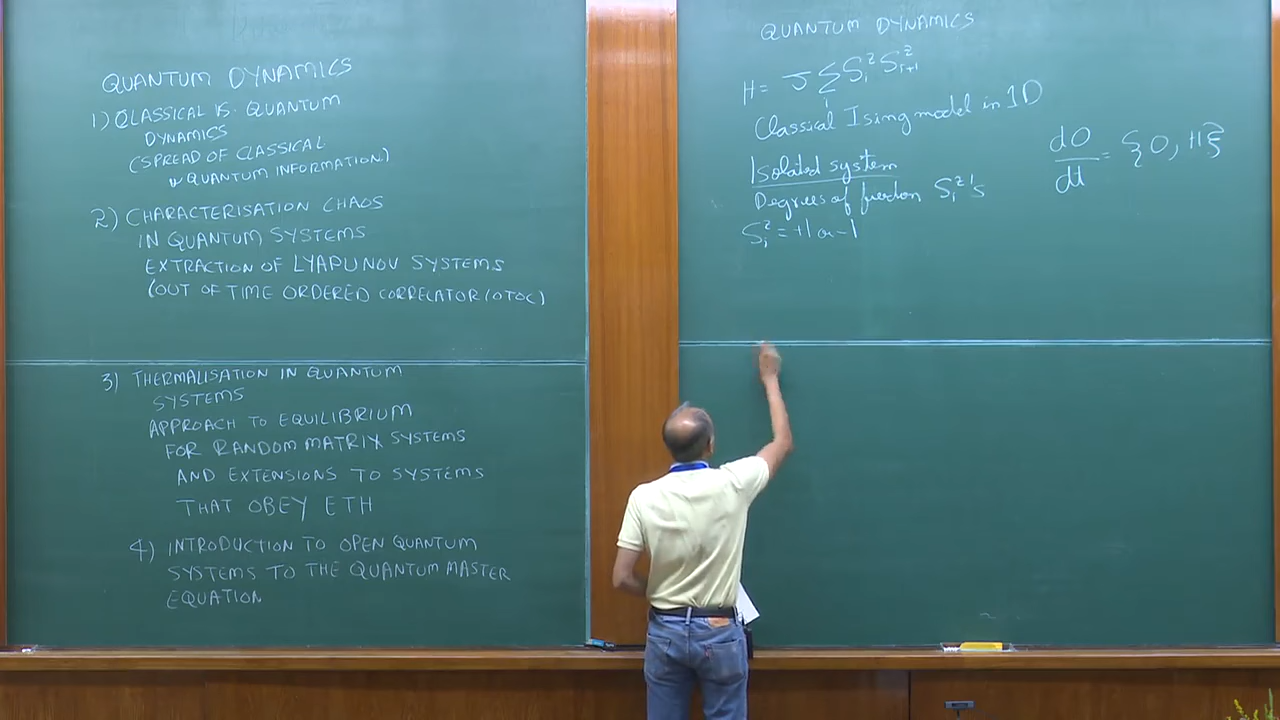 QUANTUM DYNAMICS
1) CLASSICAL VS. QUANTUM
DYNAMICS
(SPREAD OF CLASSICAL
QUANTUM INFORMATION)
2) CHARACTERISATION CHAOS
IN QUANTUM SYSTEMS
EXTRACTION OF LYAPUNOV SYSTEMS
(OUT OF TIME ORDERED CORRELATOR/OTOC)
3) THERMALISATION IN QUANTUM
SYSTEMS
APPROACH TO EQUILIBRIUM
FOR RANDOM MATRIX SYSTEMS
AND EXTENSIONS TO SYSTEMS
THAT OBEY ETH
4) INTRODUCTION TO OPEN QUANTUM
SYSTEMS TO THE QUANTUM MASTER
EQUATION
QUANTUM DYNAMICS
H = J Σ_i S_i^z S_{i+1}^z
Classical Ising model in 1D
Isolated system
Degrees of freedom S_i^z's
S_i^z = +1 or -1
dO/dt = {O, H}